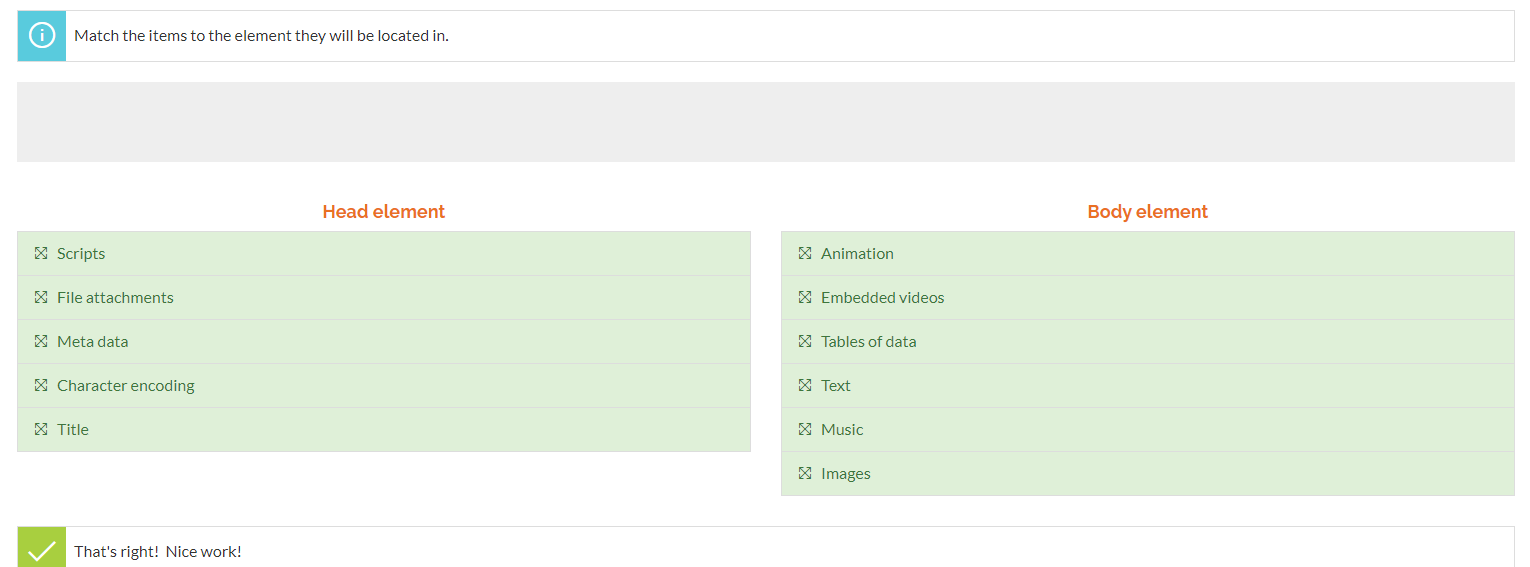 Match the items to the element they will be located in.
Head element
Scripts
File attachments
Meta data
Character encoding
Title
Body element
Animation
Embedded videos
Tables of data
Text
Music
Images
That's right!  Nice work!